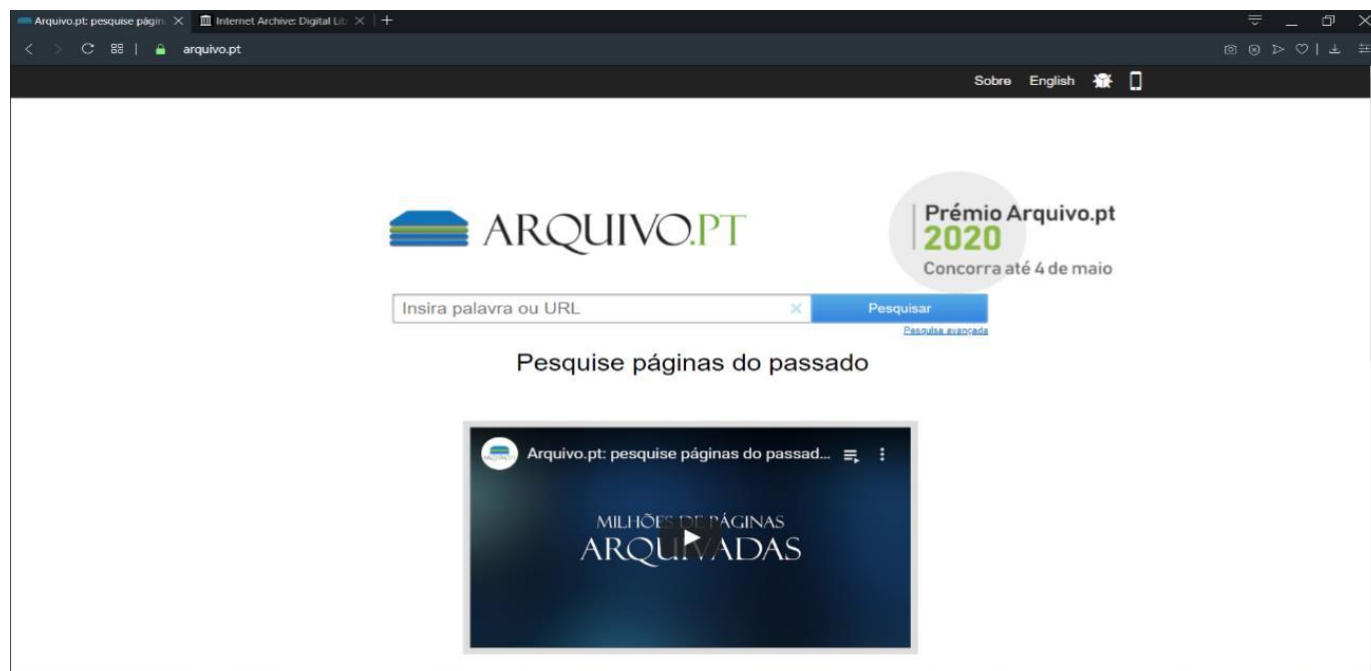 Arquivo.pt: pesquise págin
Internet Archive: Digital Lib
arquivo.pt
Sobre English
ARQUIVO.PT
Prémio Arquivo.pt
2020
Concorra até 4 de maio
Insira palavra ou URL
Pesquisar
Pesquisa avançada
Pesquise páginas do passado
Arquivo.pt: pesquise páginas do passad...
MILHÕES DE PÁGINAS
ARQUIVADAS